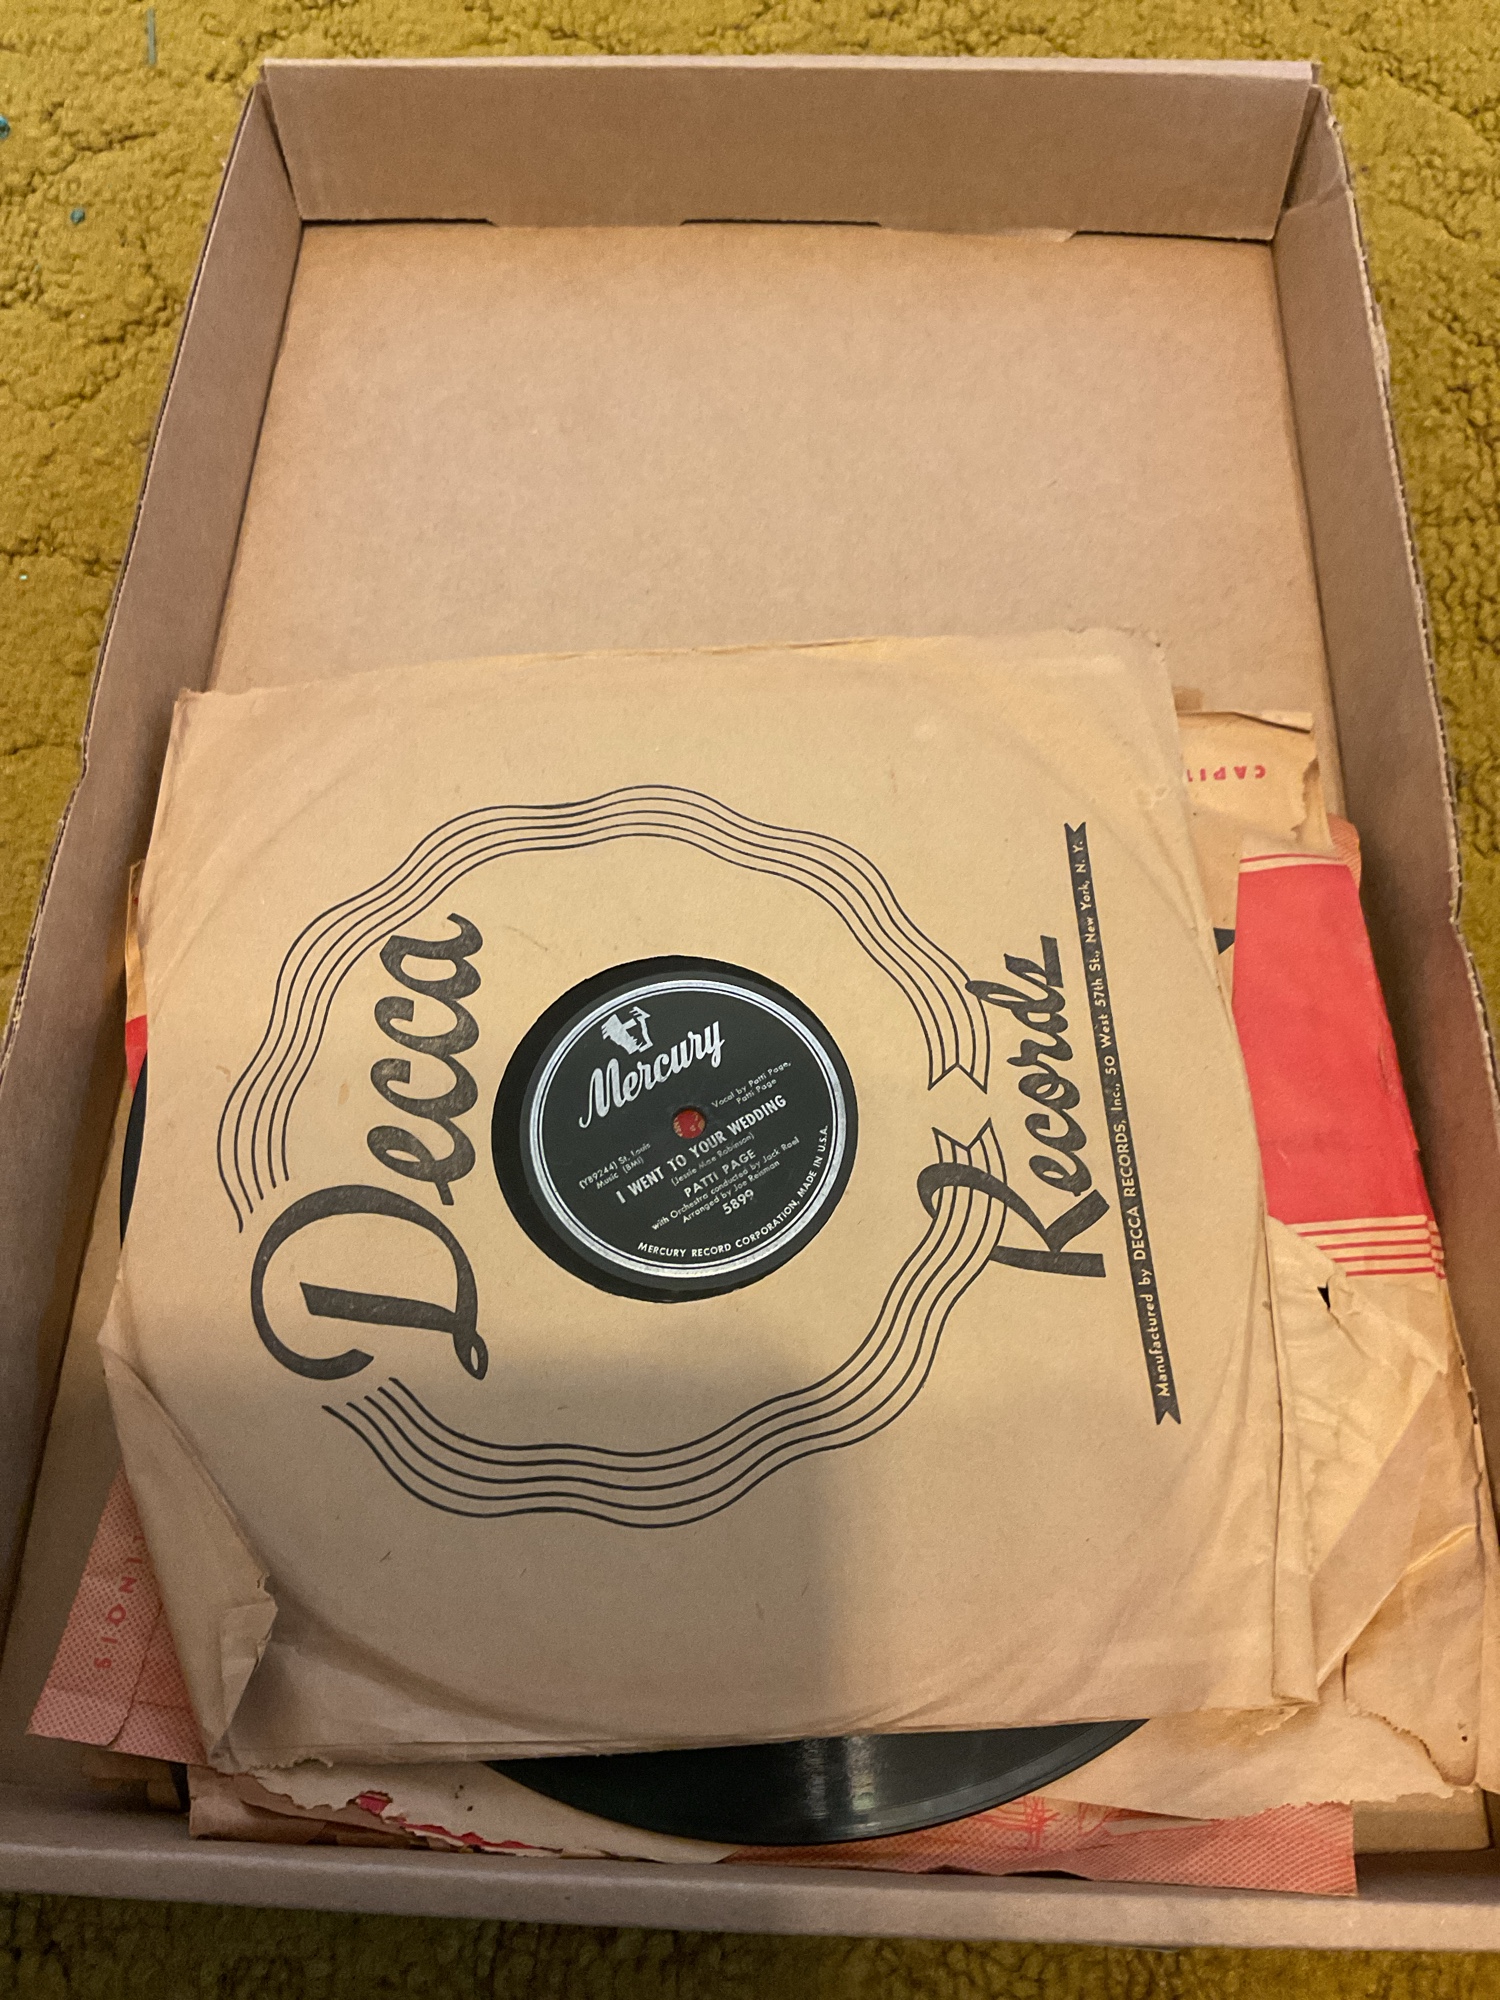 Decca
Records
Manufactured by DECCA RECORDS, Inc., 50 West 57th St., New York, N. Y.
Mercury
Vocal by Patti Page,
Patti Page
(YB9244) St. Louis
Music (BMI)
I WENT TO YOUR WEDDING
(Jessie Mae Robinson)
PATTI PAGE
with Orchestra conducted by Jack Rael
Arranged by Joe Reisman
5899
MERCURY RECORD CORPORATION, MADE IN U.S.A.
CAPI
INOIS